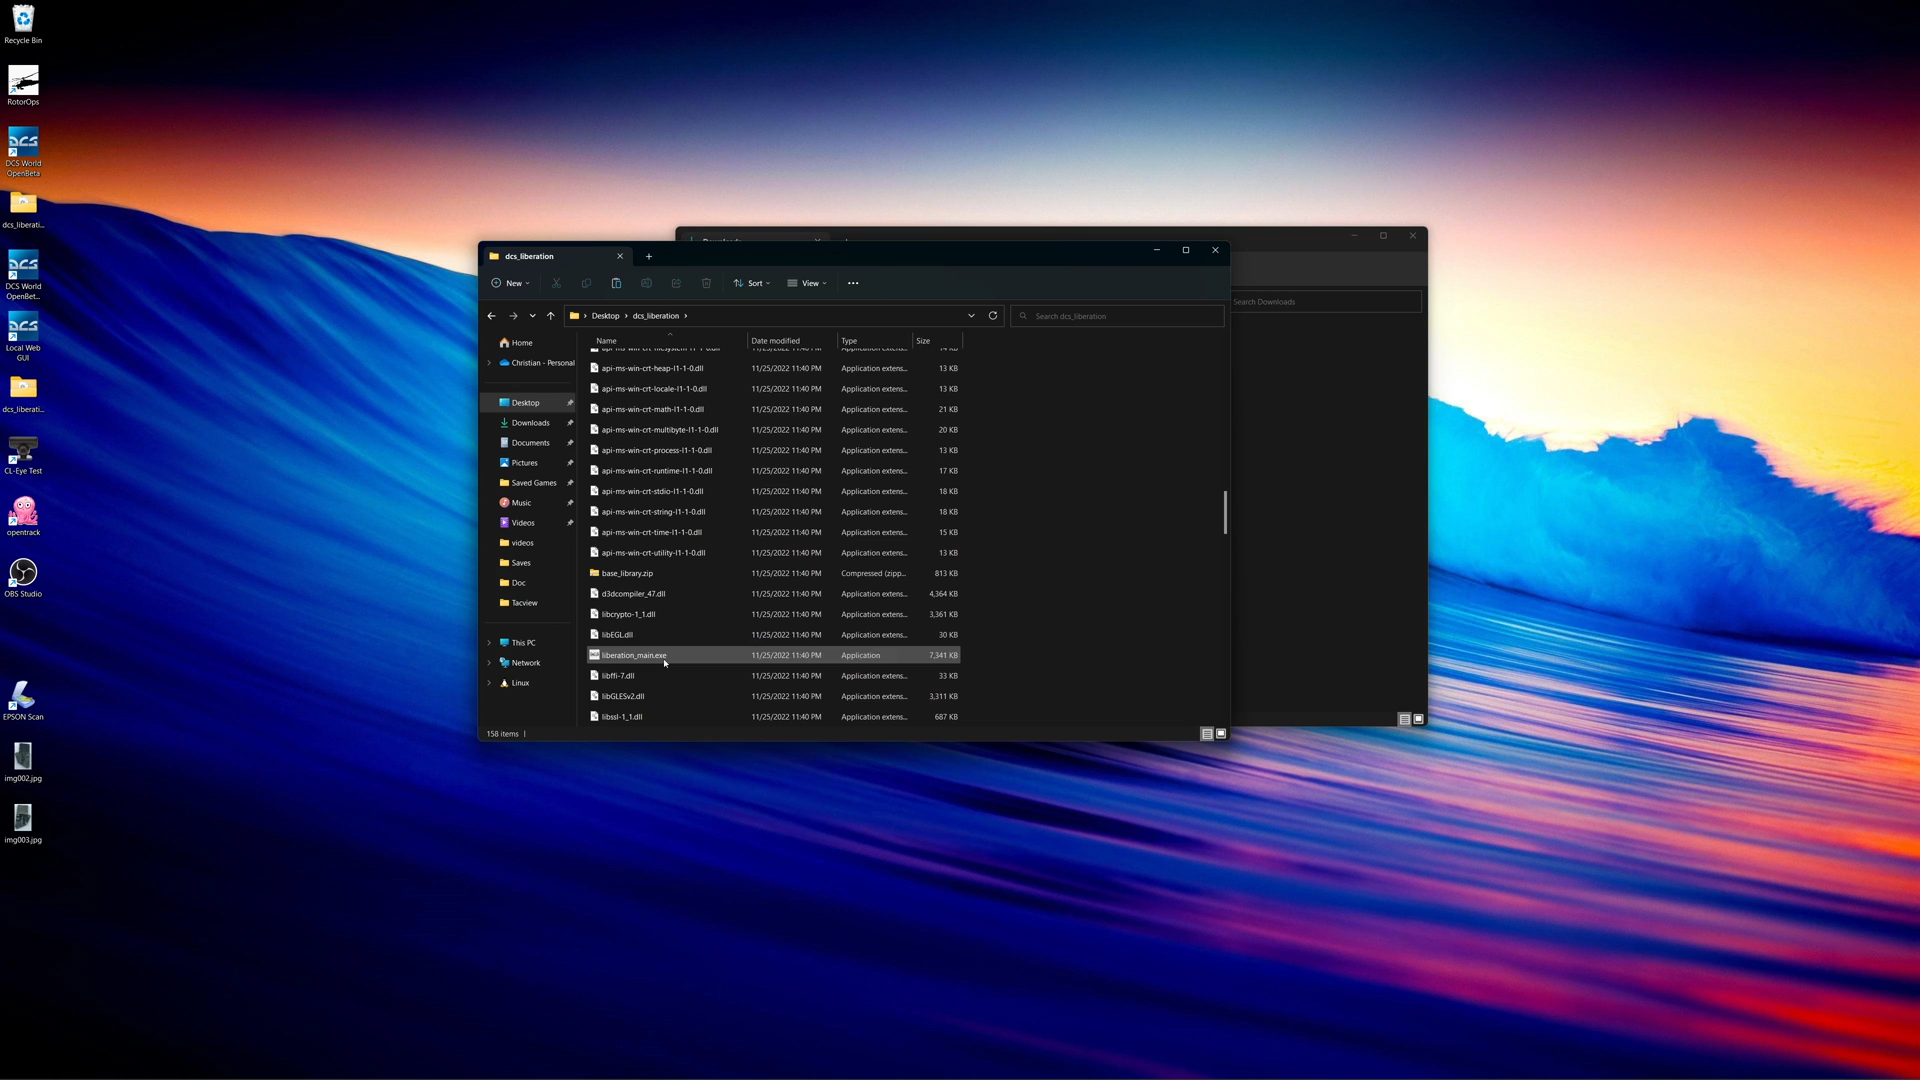 Recycle Bin
RotorOps
DCS World
OpenBeta
dcs_liberati...
DCS World
OpenBet...
Local Web
GUI
dcs_liberati...
CL-Eye Test
opentrack
OBS Studio
EPSON Scan
img002.jpg
img003.jpg
Search Downloads
dcs_liberation
New
Sort
View
Desktop
dcs_liberation
Search dcs_liberation
Home
Christian - Personal
Desktop
Downloads
Documents
Pictures
Saved Games
Music
Videos
videos
Saves
Doc
Tacview
This PC
Network
Linux
Name Date modified Type Size
api-ms-win-crt-heap-l1-1-0.dll 11/25/2022 11:40 PM Application extens... 13 KB
api-ms-win-crt-locale-l1-1-0.dll 11/25/2022 11:40 PM Application extens... 13 KB
api-ms-win-crt-math-l1-1-0.dll 11/25/2022 11:40 PM Application extens... 21 KB
api-ms-win-crt-multibyte-l1-1-0.dll 11/25/2022 11:40 PM Application extens... 20 KB
api-ms-win-crt-process-l1-1-0.dll 11/25/2022 11:40 PM Application extens... 13 KB
api-ms-win-crt-runtime-l1-1-0.dll 11/25/2022 11:40 PM Application extens... 17 KB
api-ms-win-crt-stdio-l1-1-0.dll 11/25/2022 11:40 PM Application extens... 18 KB
api-ms-win-crt-string-l1-1-0.dll 11/25/2022 11:40 PM Application extens... 18 KB
api-ms-win-crt-time-l1-1-0.dll 11/25/2022 11:40 PM Application extens... 15 KB
api-ms-win-crt-utility-l1-1-0.dll 11/25/2022 11:40 PM Application extens... 13 KB
base_library.zip 11/25/2022 11:40 PM Compressed (zipp... 813 KB
d3dcompiler_47.dll 11/25/2022 11:40 PM Application extens... 4,364 KB
libcrypto-1_1.dll 11/25/2022 11:40 PM Application extens... 3,361 KB
libEGL.dll 11/25/2022 11:40 PM Application extens... 30 KB
liberation_main.exe 11/25/2022 11:40 PM Application 7,341 KB
libffi-7.dll 11/25/2022 11:40 PM Application extens... 33 KB
libGLESv2.dll 11/25/2022 11:40 PM Application extens... 3,311 KB
libssl-1_1.dll 11/25/2022 11:40 PM Application extens... 687 KB
158 items